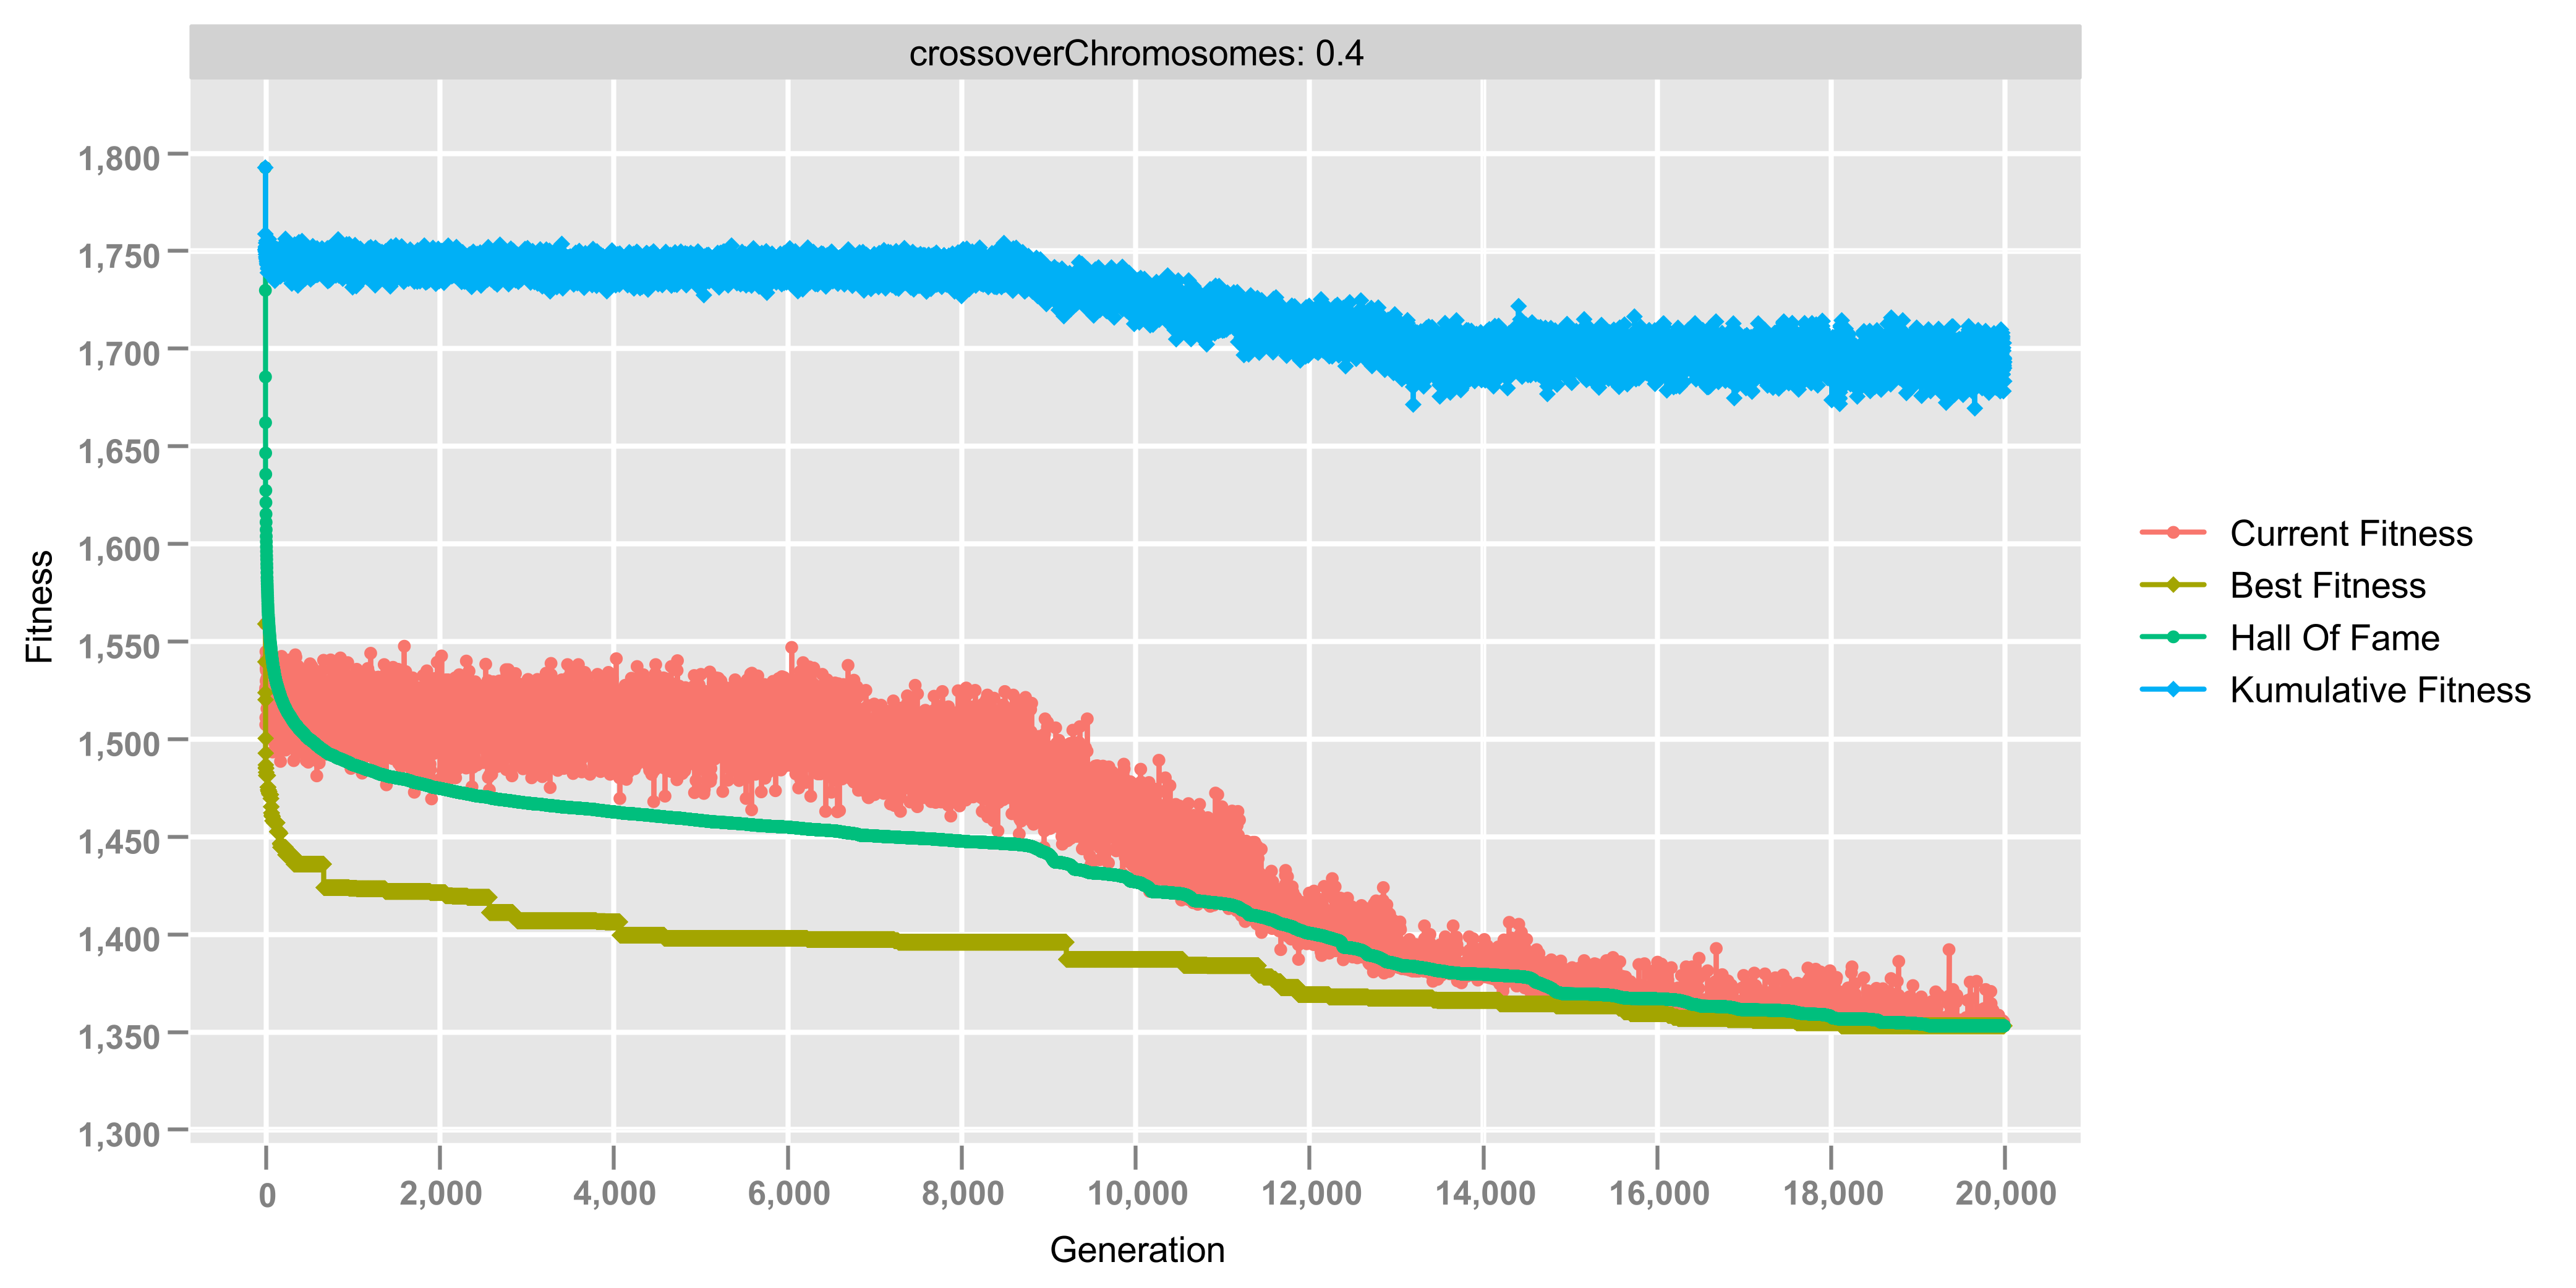 crossoverChromosomes: 0.4
1,800
1,750
1,700
1,650
1,600
1,550
1,500
1,450
1,400
1,350
1,300
Fitness
0 2,000 4,000 6,000 8,000 10,000 12,000 14,000 16,000 18,000 20,000
Generation
Current Fitness
Best Fitness
Hall Of Fame
Kumulative Fitness